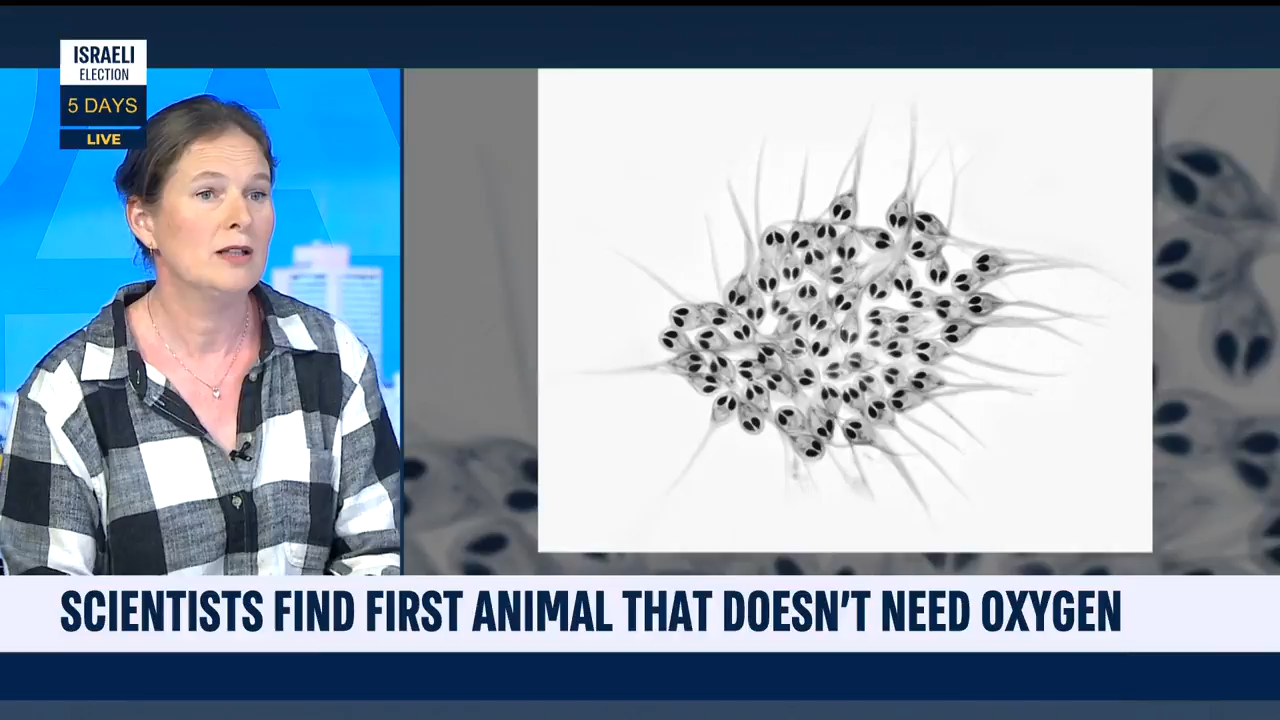 ISRAELI
ELECTION
5 DAYS
LIVE
SCIENTISTS FIND FIRST ANIMAL THAT DOESN'T NEED OXYGEN